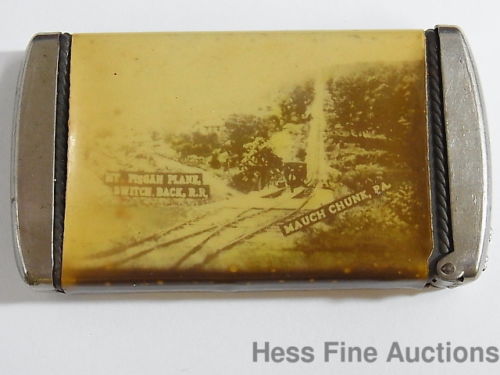 MT. PISGAH PLANE,
SWITCH BACK, R.R.
MAUCH CHUNK, PA.
Hess Fine Auctions